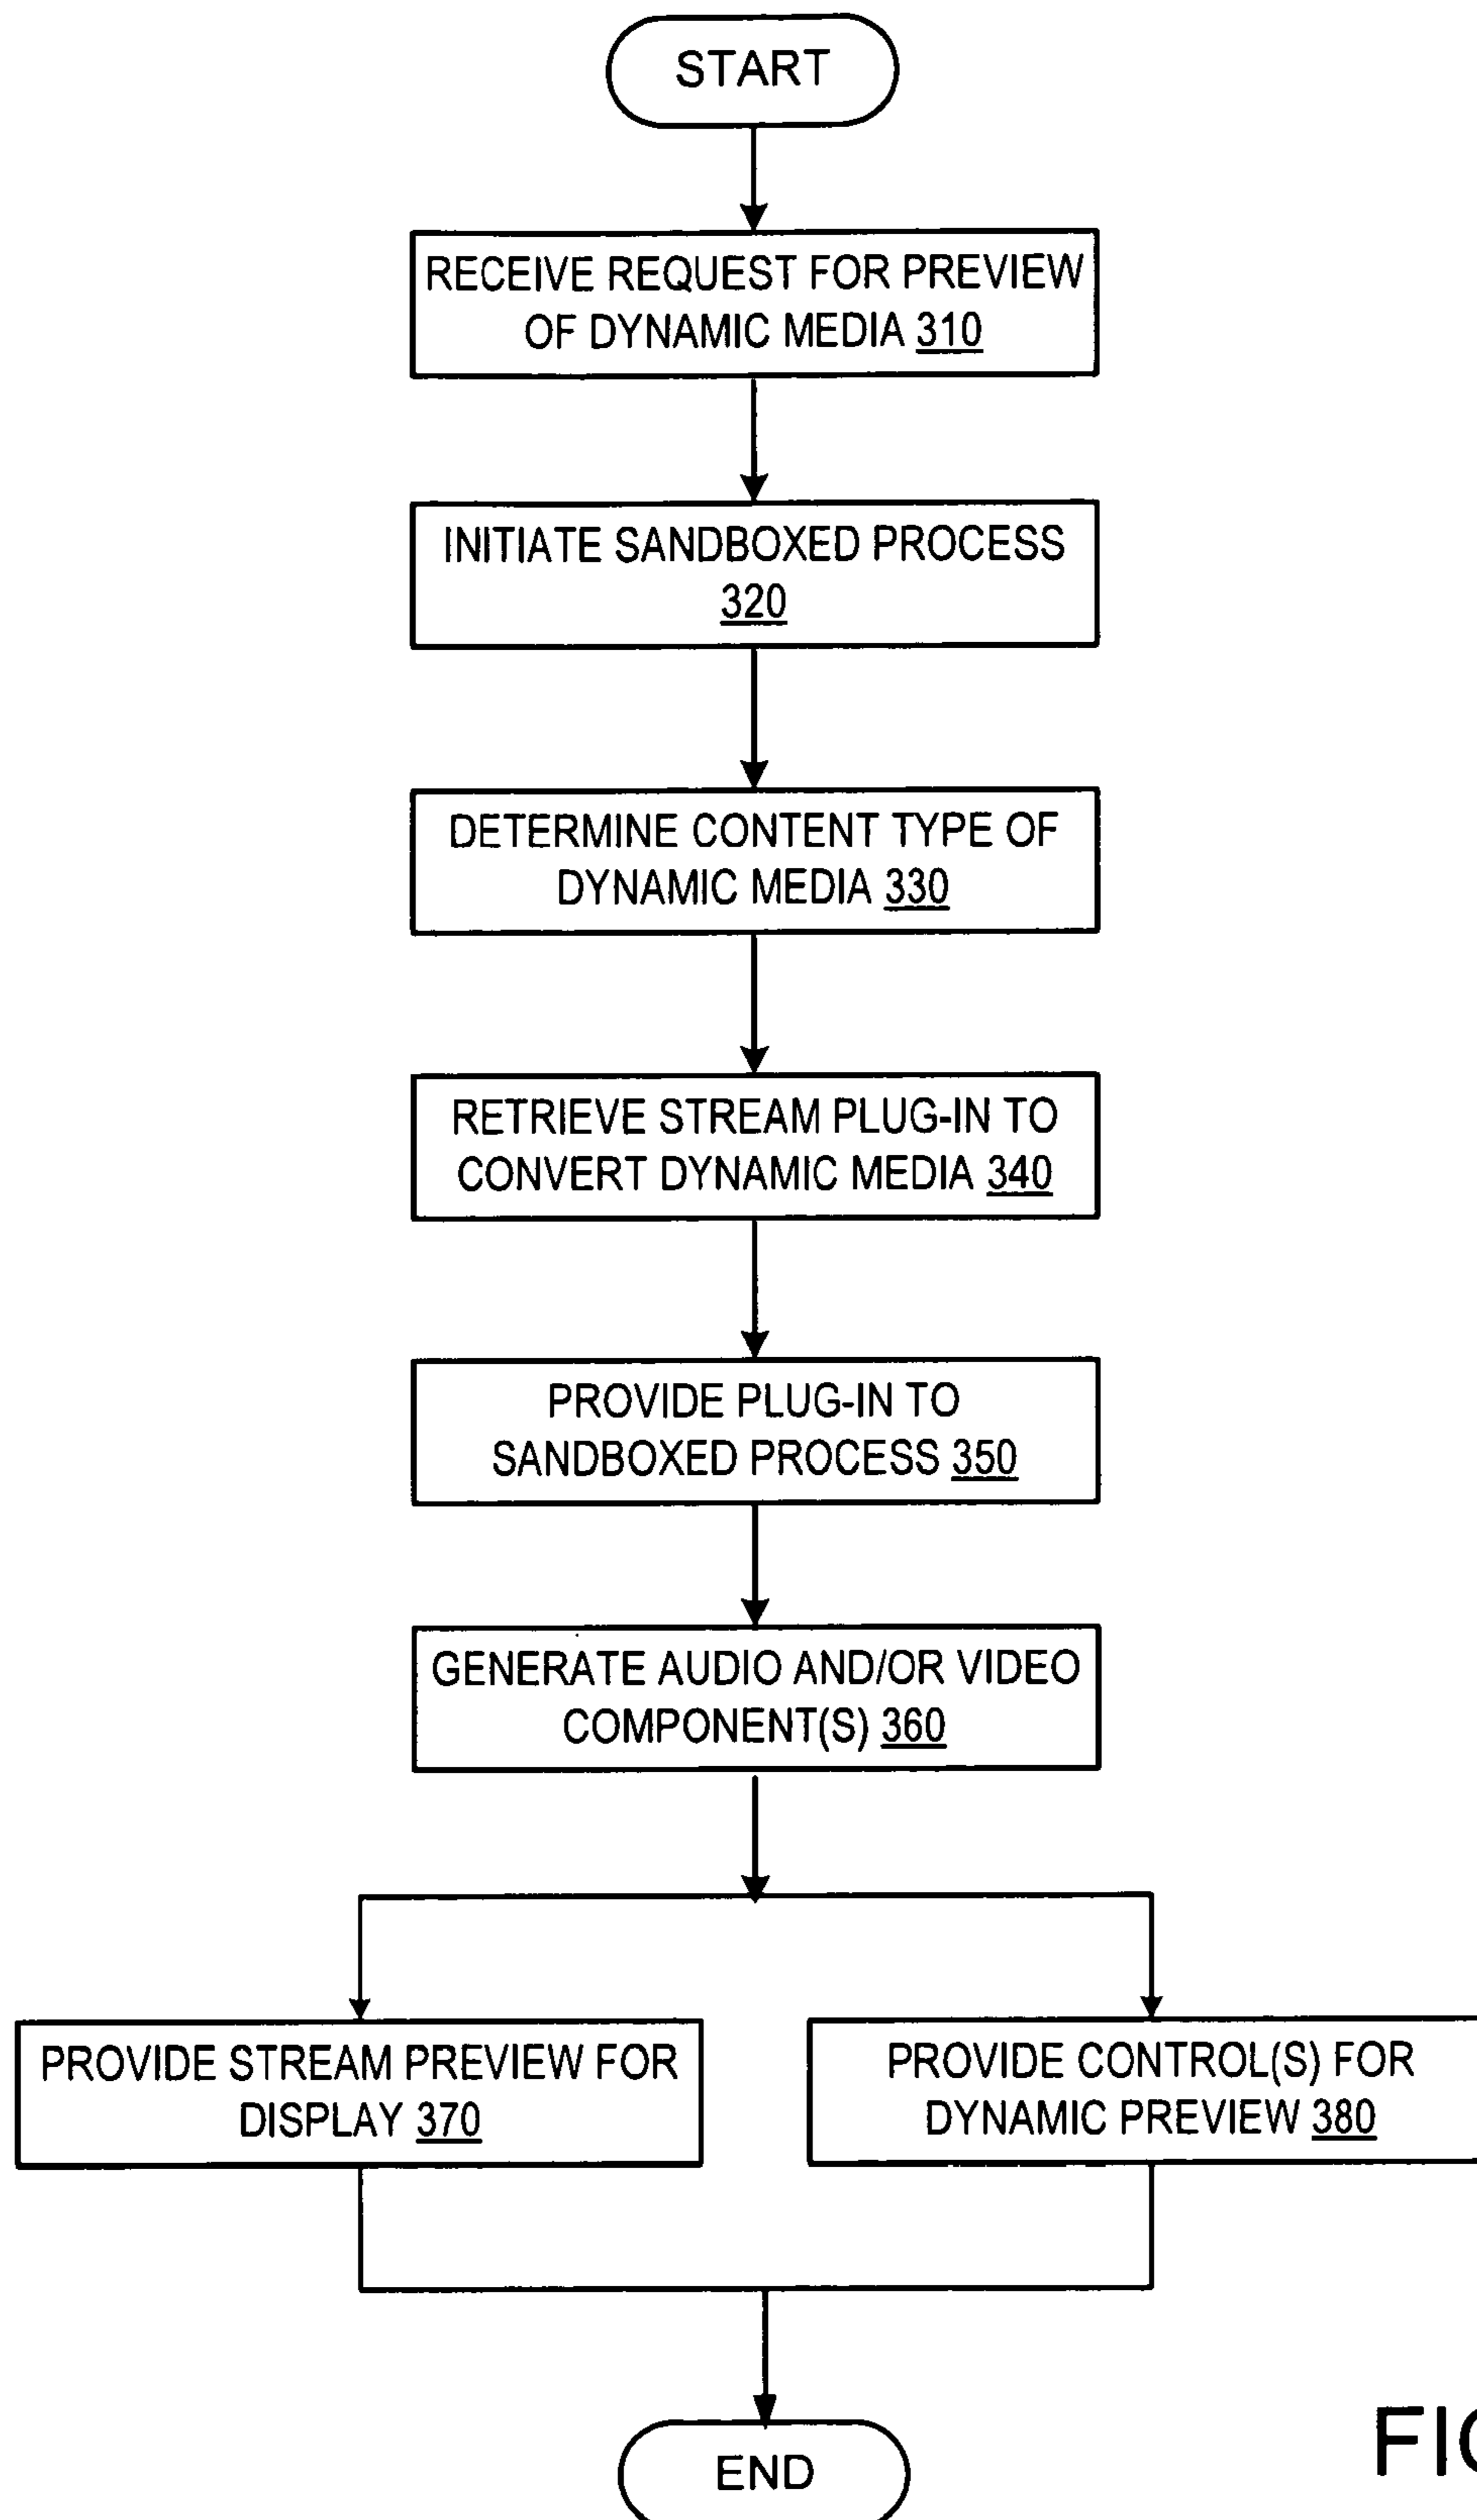 START
RECEIVE REQUEST FOR PREVIEW
OF DYNAMIC MEDIA 310
INITIATE SANDBOXED PROCESS
320
DETERMINE CONTENT TYPE OF
DYNAMIC MEDIA 330
RETRIEVE STREAM PLUG-IN TO
CONVERT DYNAMIC MEDIA 340
PROVIDE PLUG-IN TO
SANDBOXED PROCESS 350
GENERATE AUDIO AND/OR VIDEO
COMPONENT(S) 360
PROVIDE STREAM PREVIEW FOR
DISPLAY 370
PROVIDE CONTROL(S) FOR
DYNAMIC PREVIEW 380
END